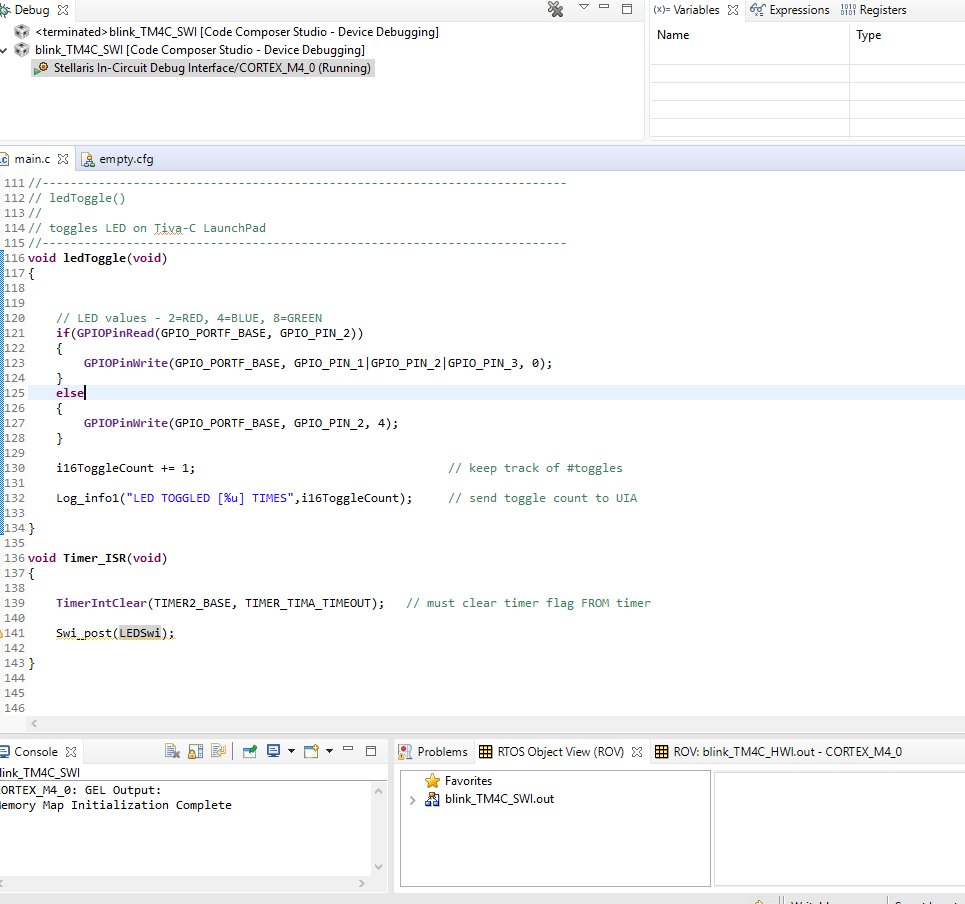 Debug
<terminated>blink_TM4C_SWI [Code Composer Studio - Device Debugging]
blink_TM4C_SWI [Code Composer Studio - Device Debugging]
Stellaris In-Circuit Debug Interface/CORTEX_M4_0 (Running)
(x)= Variables
Expressions
1010 0101 Registers
Name
Type
main.c
empty.cfg
111 //---------------------------------------------------------------------------
112 // ledToggle()
113 //
114 // toggles LED on Tiva-C LaunchPad
115 //---------------------------------------------------------------------------
116 void ledToggle(void)
117 {
118
119
120     // LED values - 2=RED, 4=BLUE, 8=GREEN
121     if(GPIOPinRead(GPIO_PORTF_BASE, GPIO_PIN_2))
122     {
123         GPIOPinWrite(GPIO_PORTF_BASE, GPIO_PIN_1|GPIO_PIN_2|GPIO_PIN_3, 0);
124     }
125     else
126     {
127         GPIOPinWrite(GPIO_PORTF_BASE, GPIO_PIN_2, 4);
128     }
129
130     i16ToggleCount += 1;                                    // keep track of #toggles
131
132     Log_info1("LED TOGGLED [%u] TIMES",i16ToggleCount);     // send toggle count to UIA
133
134 }
135
136 void Timer_ISR(void)
137 {
138
139     TimerIntClear(TIMER2_BASE, TIMER_TIMA_TIMEOUT);   // must clear timer flag FROM timer
140
141     Swi_post(LEDSwi);
142
143 }
144
145
146
Console
link_TM4C_SWI
ORTEX_M4_0: GEL Output:
emory Map Initialization Complete
Problems
RTOS Object View (ROV)
ROV: blink_TM4C_HWI.out - CORTEX_M4_0
Favorites
blink_TM4C_SWI.out